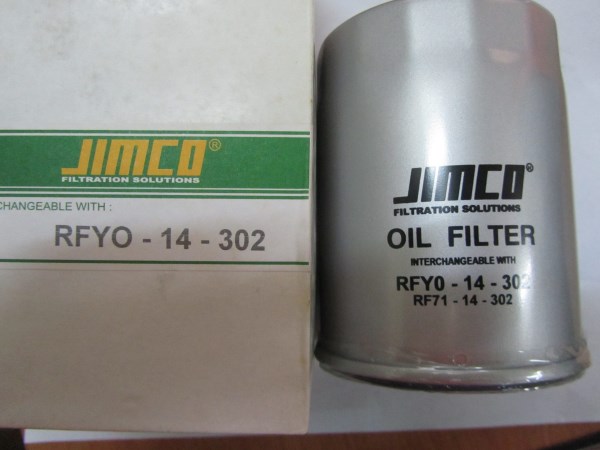 JIMCO®
FILTRATION SOLUTIONS
CHANGEABLE WITH :
RFYO - 14 - 302
JIMCO®
FILTRATION SOLUTIONS
OIL FILTER
INTERCHANGEABLE WITH
RFY0 - 14 - 302
RF71 - 14 - 302